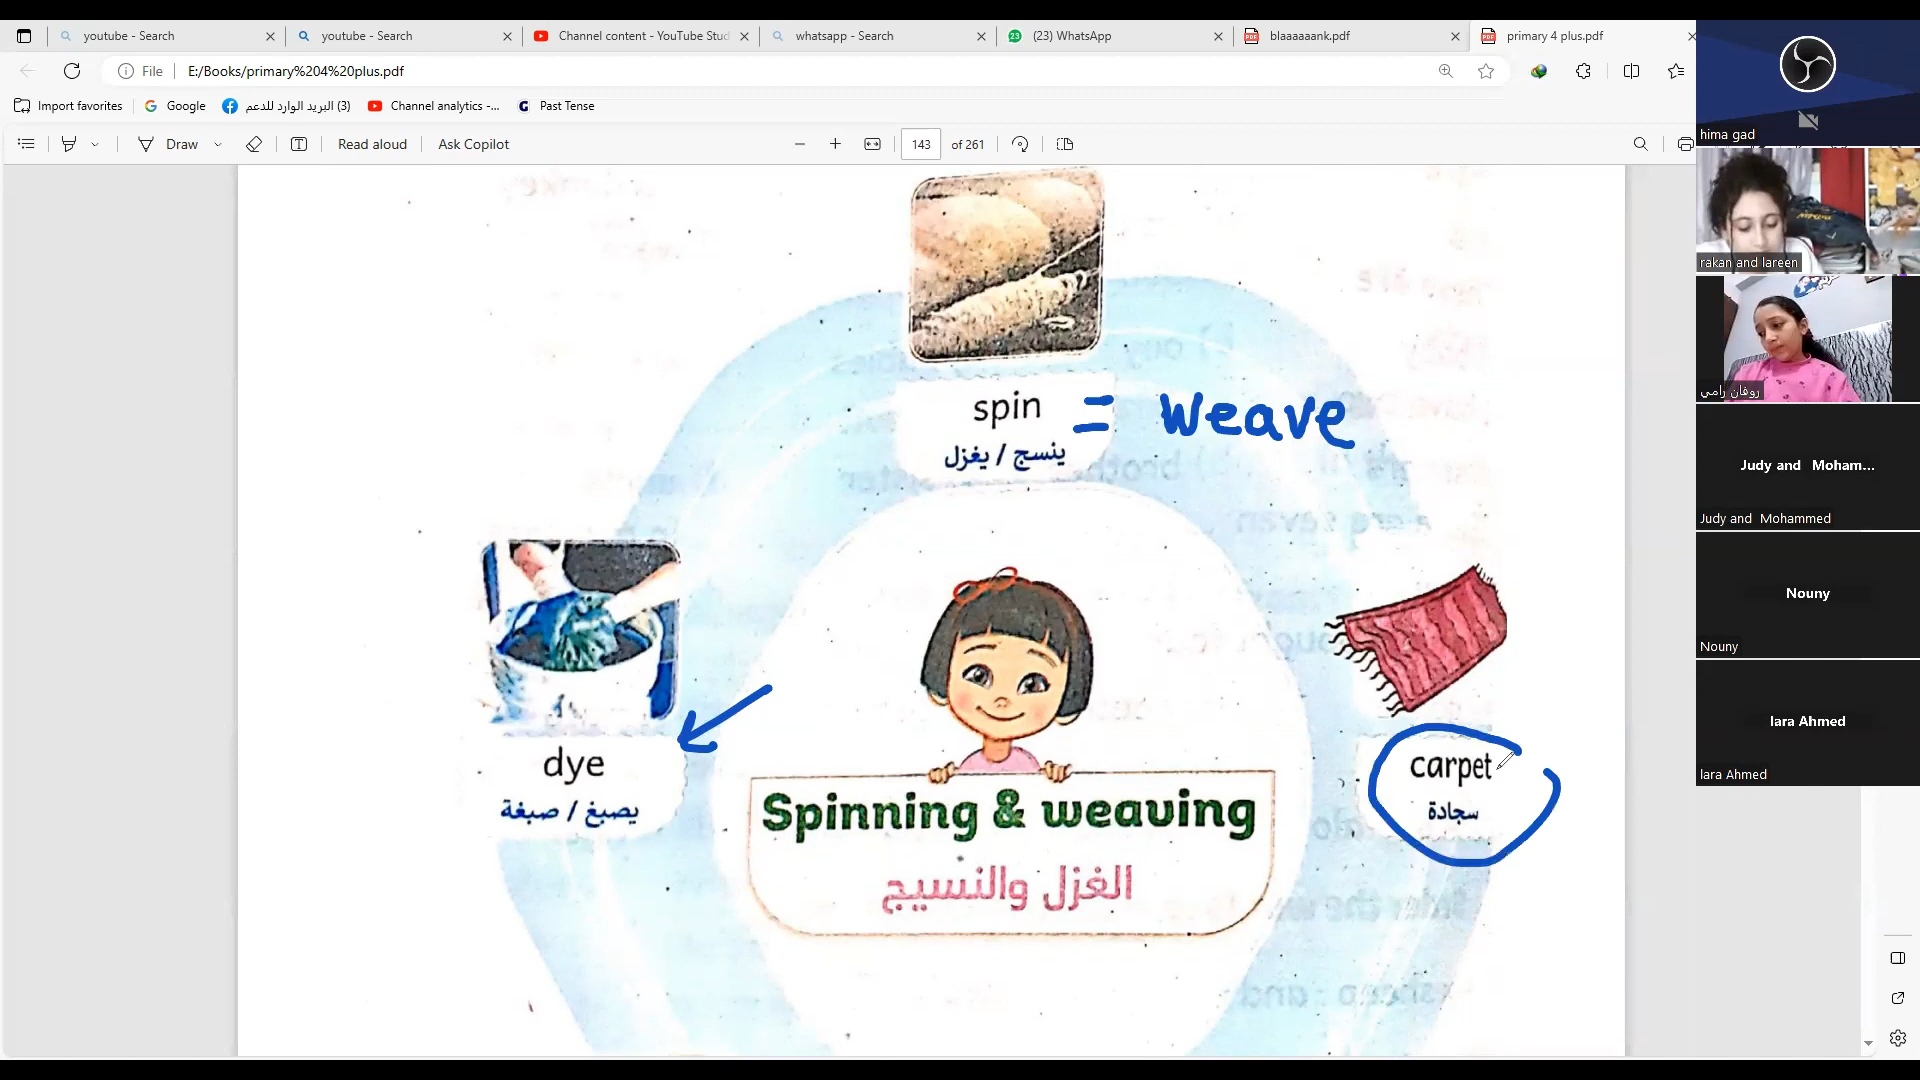 youtube - Search
youtube - Search
Channel content - YouTube Stud
whatsapp - Search
(23) WhatsApp
blaaaaaank.pdf
primary 4 plus.pdf
File
E:/Books/primary%204%20plus.pdf
Import favorites
Google
(3) البريد الوارد للدعم
Channel analytics -...
Past Tense
Draw
Read aloud
Ask Copilot
143
of 261
hima gad
rakan and lareen
روفان رامي
Judy and Moham...
Judy and Mohammed
Nouny
Nouny
lara Ahmed
lara Ahmed
spin = weave
ينسج / يغزل
dye
يصبغ / صبغة
carpet
سجادة
Spinning & weaving
الغزل والنسيج